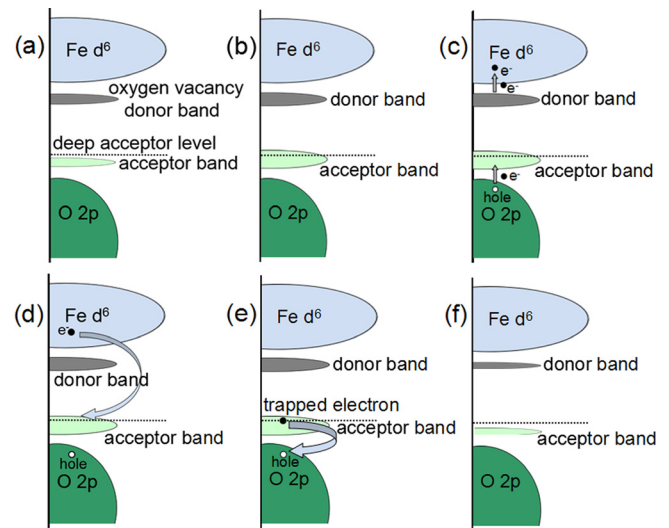 (a)
Fe d⁶
oxygen vacancy
donor band
deep acceptor level
acceptor band
O 2p
(b)
Fe d⁶
donor band
acceptor band
O 2p
(c)
Fe d⁶
e⁻
e⁻
donor band
acceptor band
e⁻
hole
O 2p
(d)
Fe d⁶
e⁻
donor band
acceptor band
hole
O 2p
(e)
Fe d⁶
donor band
trapped electron
acceptor band
hole
O 2p
(f)
Fe d⁶
donor band
acceptor band
O 2p